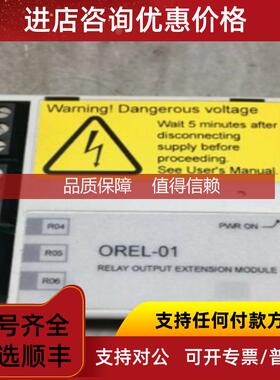 进店咨询优惠价格
Warning! Dangerous voltage
Wait 5 minutes after
disconnecting
supply before
proceeding.
See User's Manual.
品质保障 值得信赖
R04
PWR ON
R05
OREL-01
RELAY OUTPUT EXTENSION MODULE
R06
号齐全
支持任何付款方
选顺丰
支持对公 可开专票/普